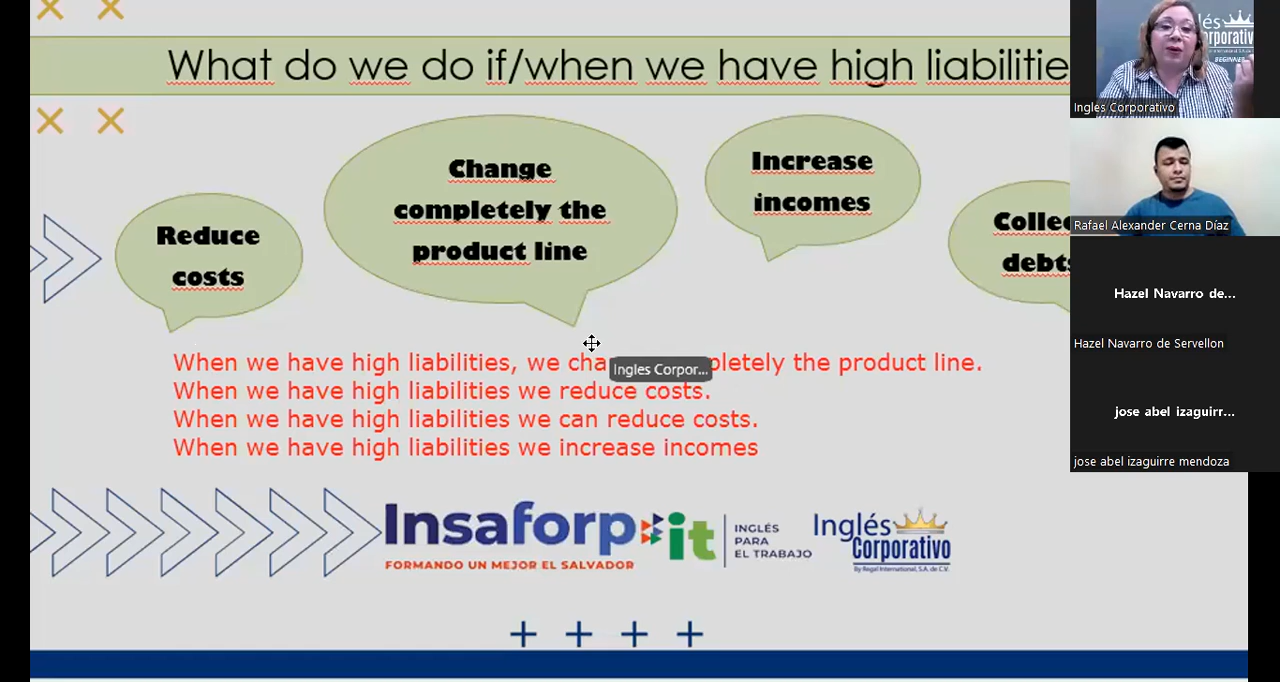 What do we do if/when we have high liabilitie
Reduce
costs
Change
completely the
product line
Increase
incomes
Collec
debts
When we have high liabilities, we cha pletely the product line.
Ingles Corpor...
When we have high liabilities we reduce costs.
When we have high liabilities we can reduce costs.
When we have high liabilities we increase incomes
Insaforp it
FORMANDO UN MEJOR EL SALVADOR
INGLÉS
PARA
EL TRABAJO
Inglés
Corporativo
By Regal International, S.A. de C.V.
Ingles Corporativo
Rafael Alexander Cerna Díaz
Hazel Navarro de...
Hazel Navarro de Servellon
jose abel izaguirr...
jose abel izaguirre mendoza